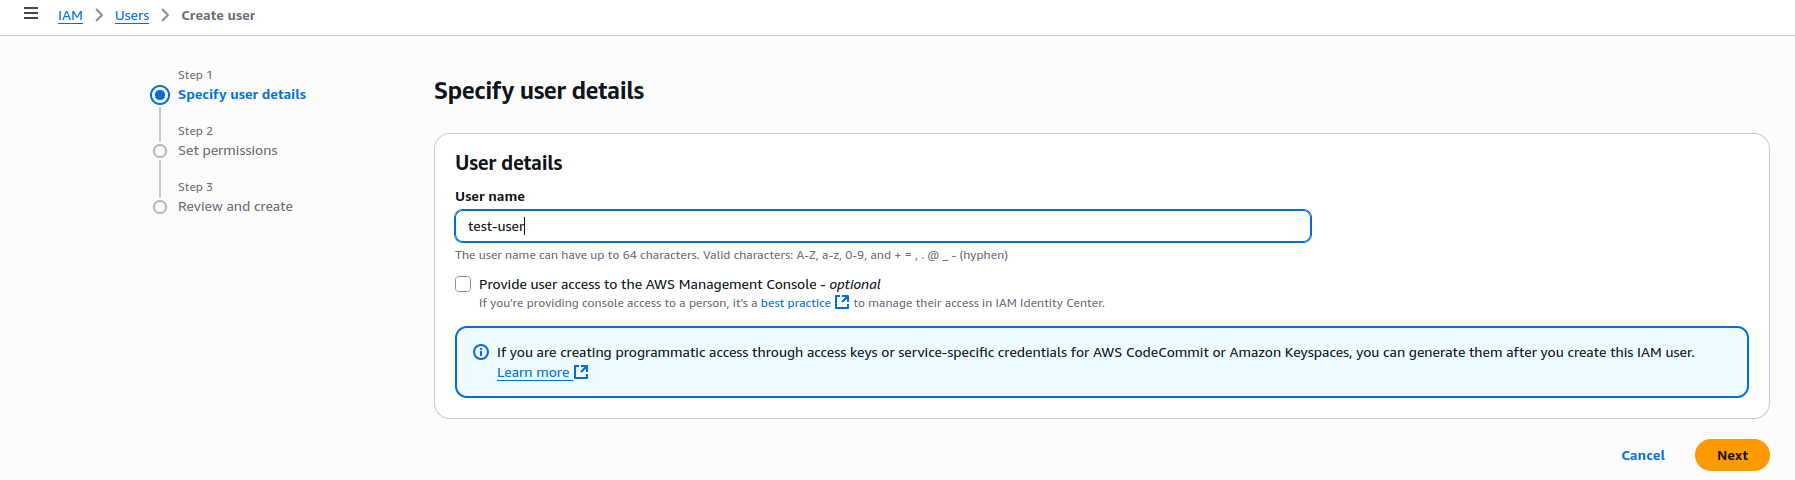 IAM > Users > Create user
Step 1
Specify user details
Step 2
Set permissions
Step 3
Review and create
Specify user details
User details
User name
test-user
The user name can have up to 64 characters. Valid characters: A-Z, a-z, 0-9, and + = , . @ _ - (hyphen)
Provide user access to the AWS Management Console - optional
If you're providing console access to a person, it's a best practice to manage their access in IAM Identity Center.
If you are creating programmatic access through access keys or service-specific credentials for AWS CodeCommit or Amazon Keyspaces, you can generate them after you create this IAM user.
Learn more
Cancel Next